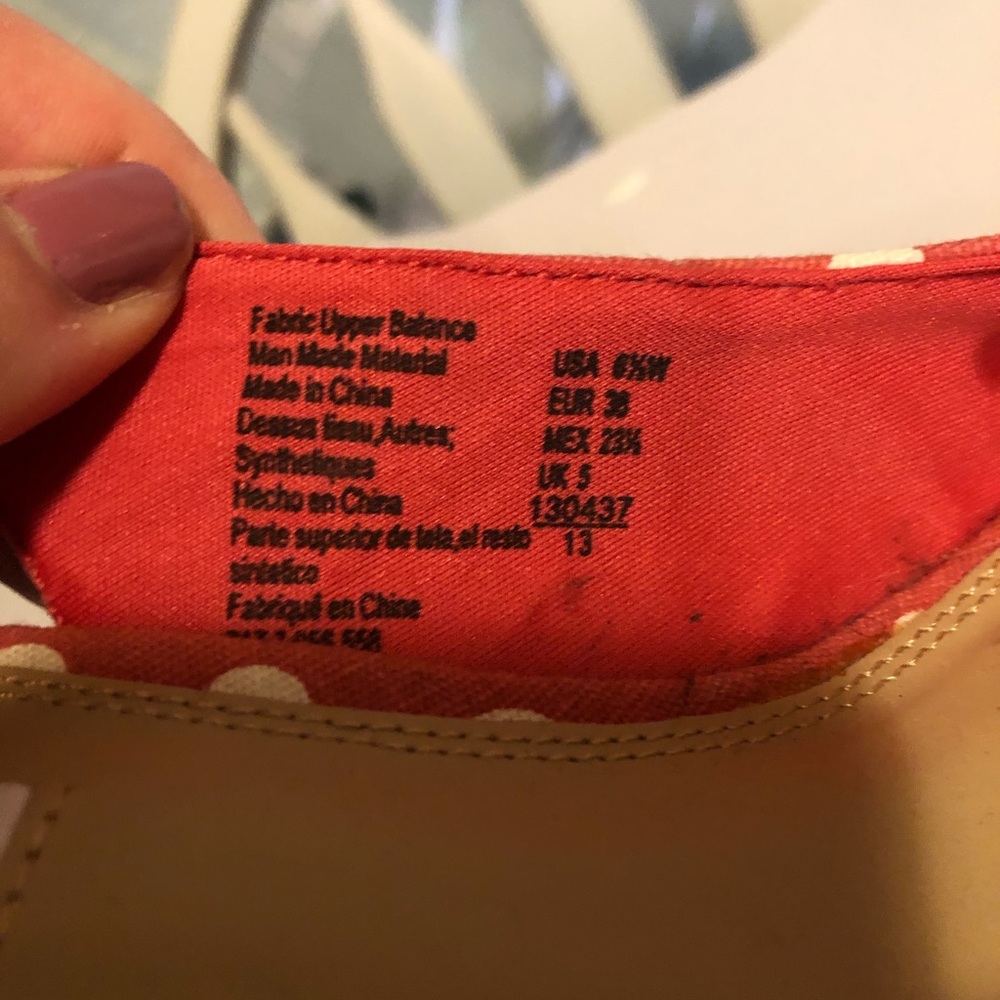 Fabric Upper Balance
Man Made Material
Made in China
Dessus tissu,Autres;
Synthetiques
Hecho en China
Parte superior de tela,el resto
sintetico
Fabriqué en Chine
USA 6½W
EUR 36
MEX 23½
UK 5
130437
13